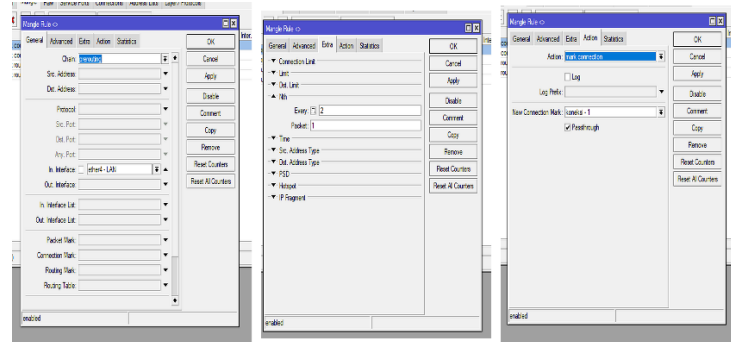 Mangle Rule <>
General Advanced Extra Action Statistics
Chain: prerouting
Src. Address:
Dst. Address:
Protocol:
Src. Port:
Dst. Port:
Any. Port:
In. Interface: ether4 - LAN
Out. Interface:
In. Interface List:
Out. Interface List:
Packet Mark:
Connection Mark:
Routing Mark:
Routing Table:
OK
Cancel
Apply
Disable
Comment
Copy
Remove
Reset Counters
Reset All Counters
enabled
Mangle Rule <>
General Advanced Extra Action Statistics
Connection Limit
Limit
Dst. Limit
Nth
Every: 2
Packet: 1
Time
Src. Address Type
Dst. Address Type
PSD
Hotspot
IP Fragment
OK
Cancel
Apply
Disable
Comment
Copy
Remove
Reset Counters
Reset All Counters
enabled
Mangle Rule <>
General Advanced Extra Action Statistics
Action: mark connection
Log
Log Prefix:
New Connection Mark: koneksi - 1
Passthrough
OK
Cancel
Apply
Disable
Comment
Copy
Remove
Reset Counters
Reset All Counters
enabled